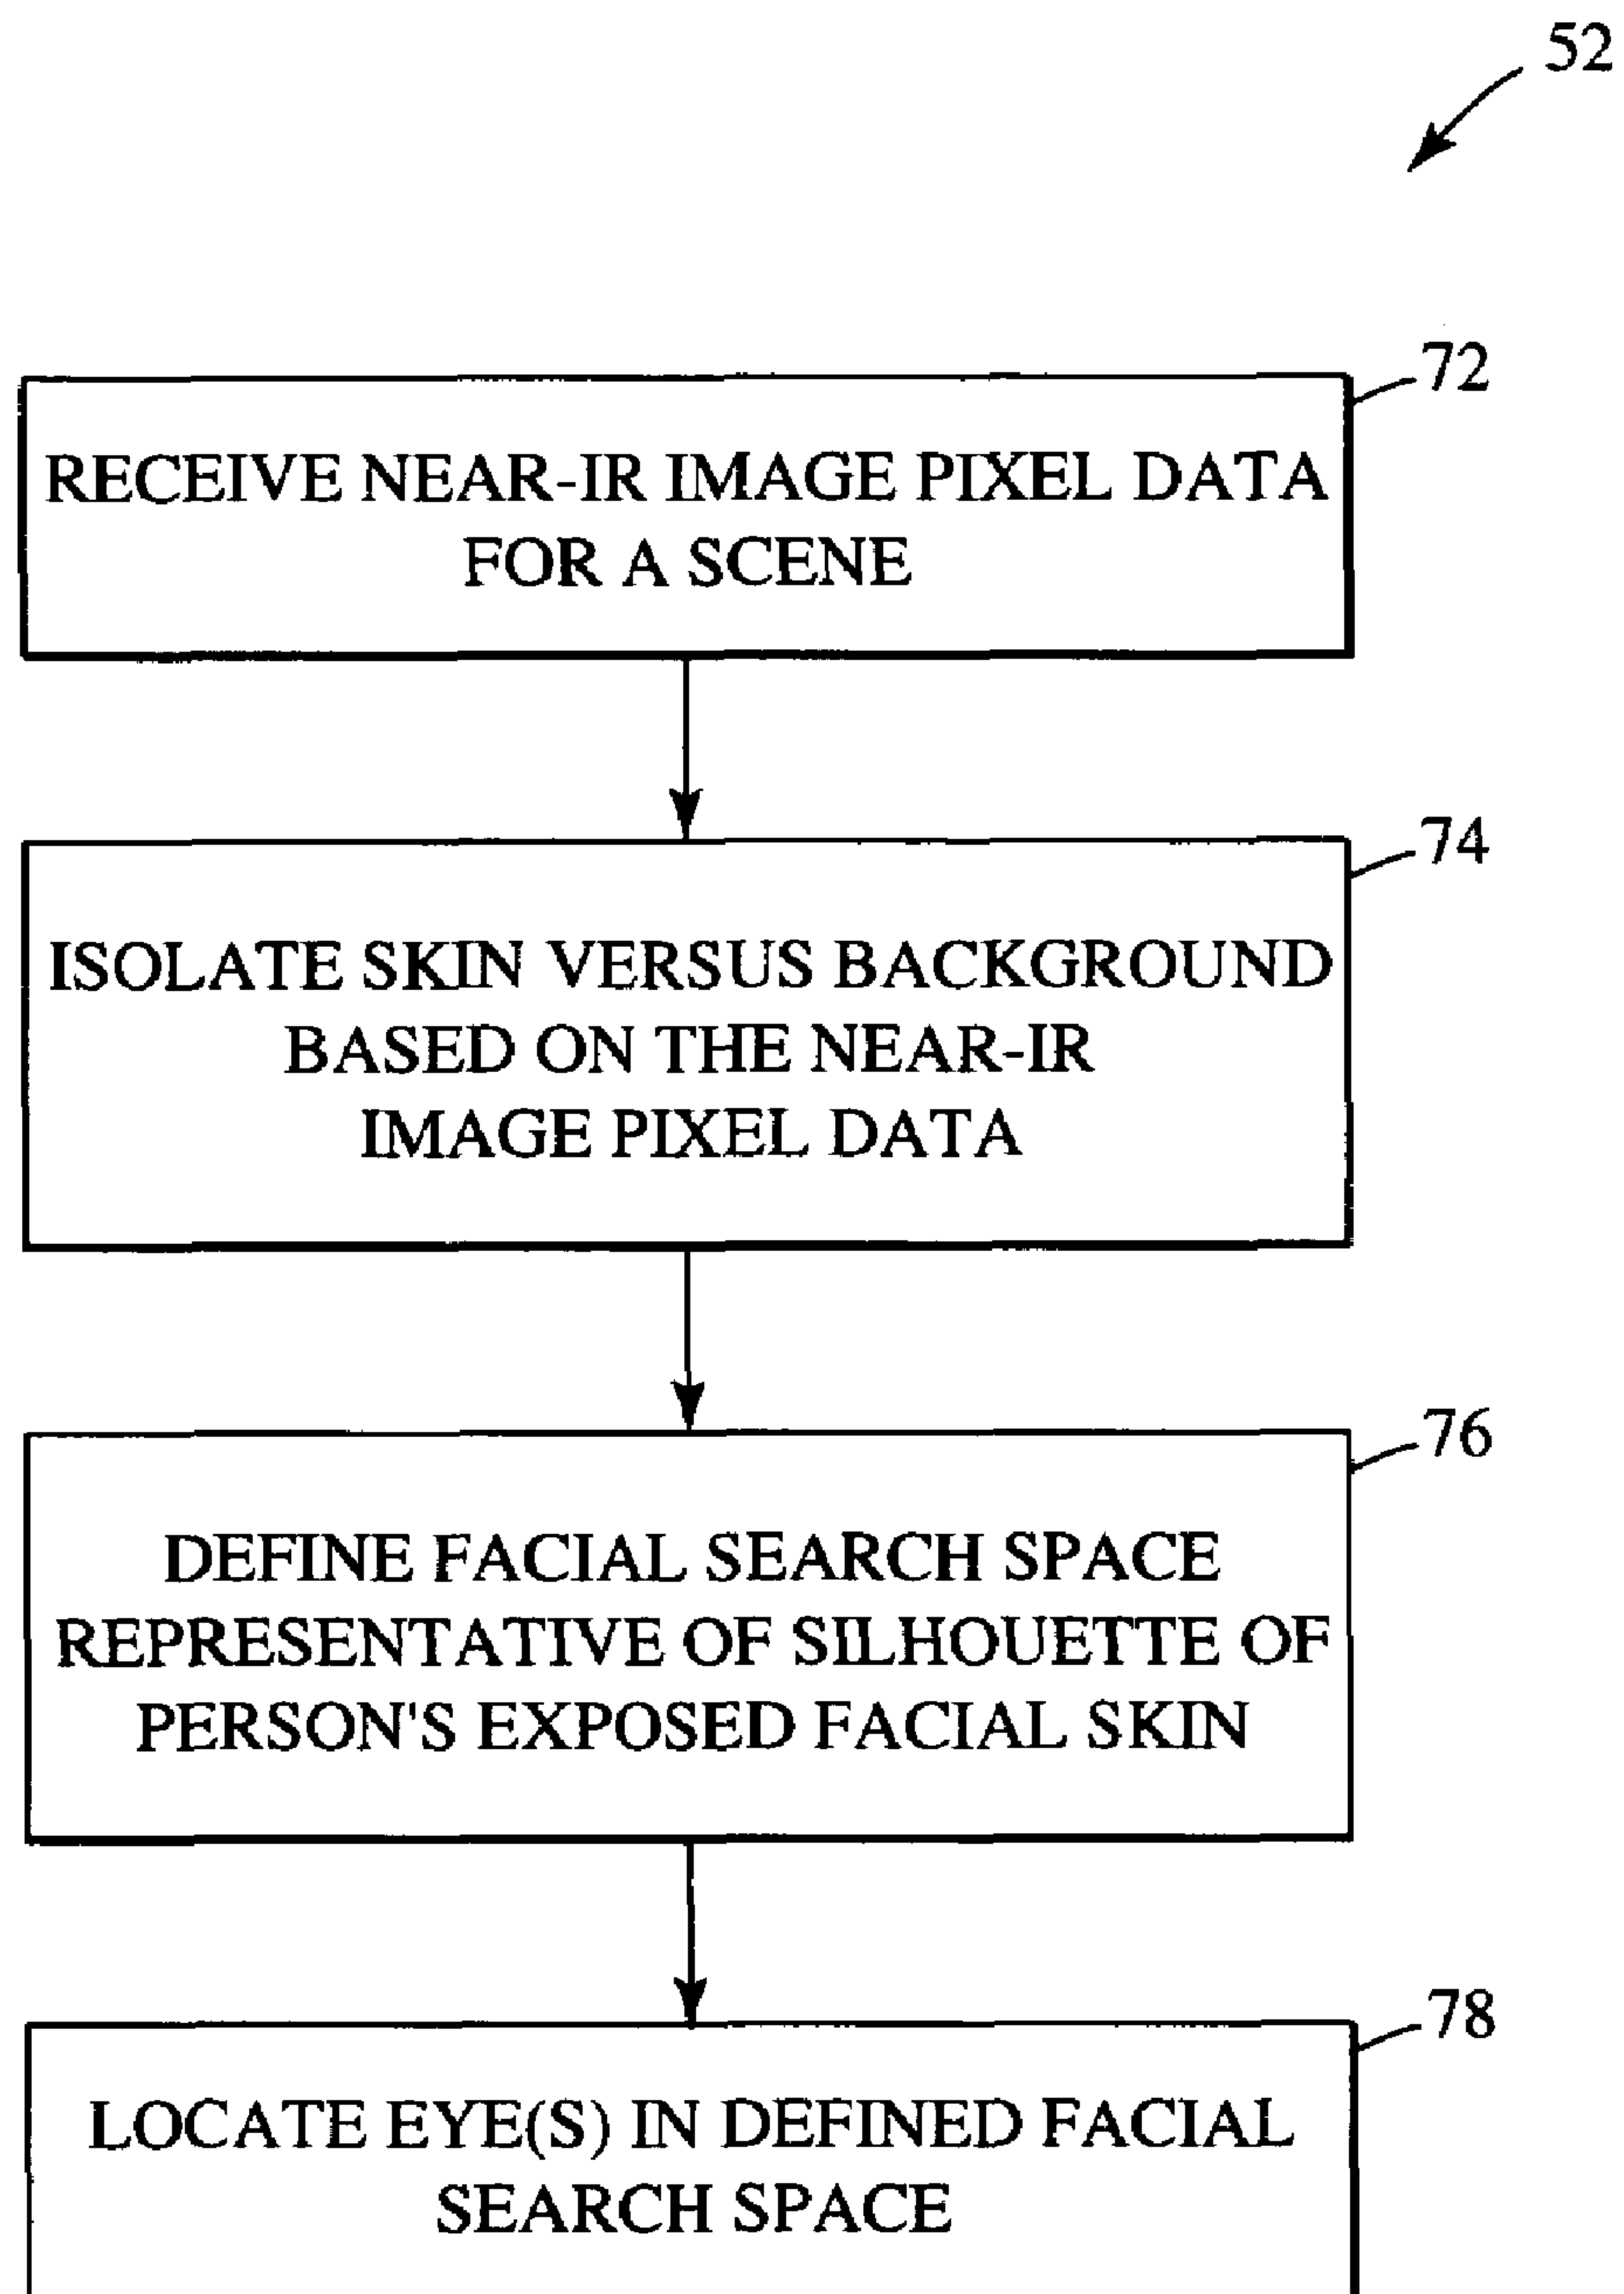 52
72
RECEIVE NEAR-IR IMAGE PIXEL DATA
FOR A SCENE
74
ISOLATE SKIN VERSUS BACKGROUND
BASED ON THE NEAR-IR
IMAGE PIXEL DATA
76
DEFINE FACIAL SEARCH SPACE
REPRESENTATIVE OF SILHOUETTE OF
PERSON'S EXPOSED FACIAL SKIN
78
LOCATE EYE(S) IN DEFINED FACIAL
SEARCH SPACE